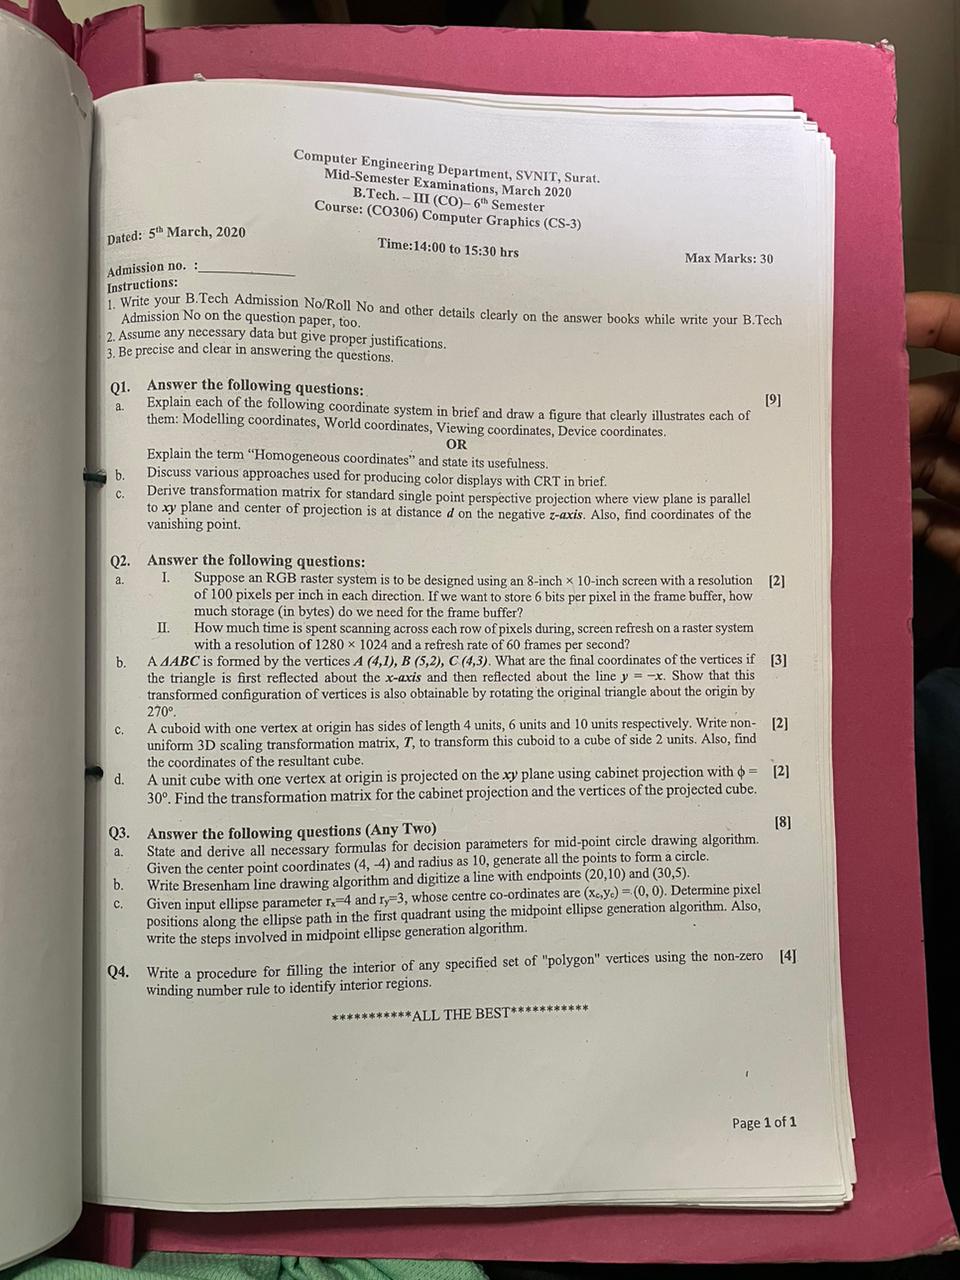 Computer Engineering Department, SVNIT, Surat.
Mid-Semester Examinations, March 2020
B.Tech. – III (CO)– 6th Semester
Course: (CO306) Computer Graphics (CS-3)
Dated: 5th March, 2020
Time:14:00 to 15:30 hrs
Max Marks: 30
Admission no. :____________
Instructions:
1. Write your B.Tech Admission No/Roll No and other details clearly on the answer books while write your B.Tech
Admission No on the question paper, too.
2. Assume any necessary data but give proper justifications.
3. Be precise and clear in answering the questions.
Q1. Answer the following questions: [9]
a. Explain each of the following coordinate system in brief and draw a figure that clearly illustrates each of
them: Modelling coordinates, World coordinates, Viewing coordinates, Device coordinates.
OR
Explain the term “Homogeneous coordinates” and state its usefulness.
b. Discuss various approaches used for producing color displays with CRT in brief.
c. Derive transformation matrix for standard single point perspective projection where view plane is parallel
to xy plane and center of projection is at distance d on the negative z-axis. Also, find coordinates of the
vanishing point.
Q2. Answer the following questions:
a. I. Suppose an RGB raster system is to be designed using an 8-inch × 10-inch screen with a resolution [2]
of 100 pixels per inch in each direction. If we want to store 6 bits per pixel in the frame buffer, how
much storage (in bytes) do we need for the frame buffer?
II. How much time is spent scanning across each row of pixels during, screen refresh on a raster system
with a resolution of 1280 × 1024 and a refresh rate of 60 frames per second?
b. A ΔABC is formed by the vertices A (4,1), B (5,2), C (4,3). What are the final coordinates of the vertices if [3]
the triangle is first reflected about the x-axis and then reflected about the line y = −x. Show that this
transformed configuration of vertices is also obtainable by rotating the original triangle about the origin by
270°.
c. A cuboid with one vertex at origin has sides of length 4 units, 6 units and 10 units respectively. Write non- [2]
uniform 3D scaling transformation matrix, T, to transform this cuboid to a cube of side 2 units. Also, find
the coordinates of the resultant cube.
d. A unit cube with one vertex at origin is projected on the xy plane using cabinet projection with ϕ = [2]
30°. Find the transformation matrix for the cabinet projection and the vertices of the projected cube.
Q3. Answer the following questions (Any Two) [8]
a. State and derive all necessary formulas for decision parameters for mid-point circle drawing algorithm.
Given the center point coordinates (4, -4) and radius as 10, generate all the points to form a circle.
b. Write Bresenham line drawing algorithm and digitize a line with endpoints (20,10) and (30,5).
c. Given input ellipse parameter rx=4 and ry=3, whose centre co-ordinates are (xc,yc) = (0, 0). Determine pixel
positions along the ellipse path in the first quadrant using the midpoint ellipse generation algorithm. Also,
write the steps involved in midpoint ellipse generation algorithm.
Q4. Write a procedure for filling the interior of any specified set of "polygon" vertices using the non-zero [4]
winding number rule to identify interior regions.
***********ALL THE BEST***********
Page 1 of 1